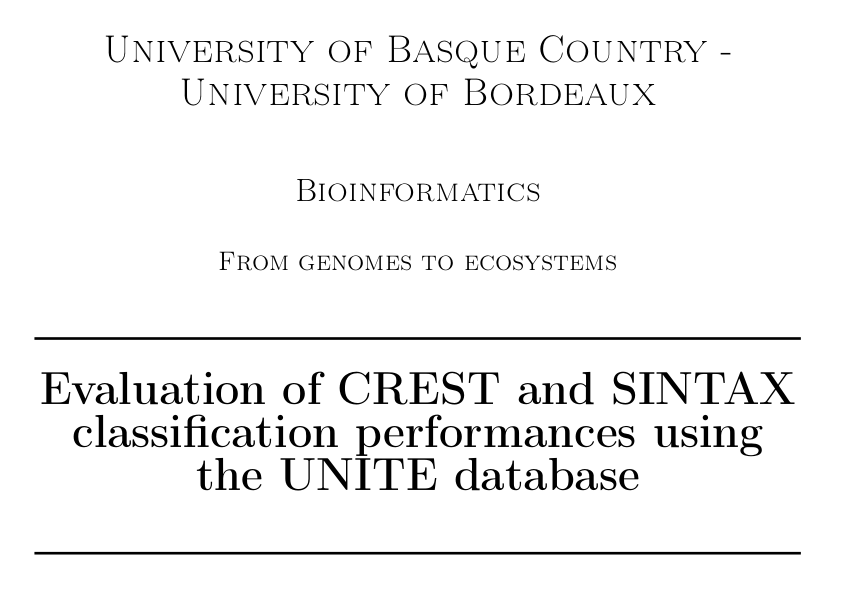 University of Basque Country -
University of Bordeaux
Bioinformatics
From genomes to ecosystems
Evaluation of CREST and SINTAX
classification performances using
the UNITE database